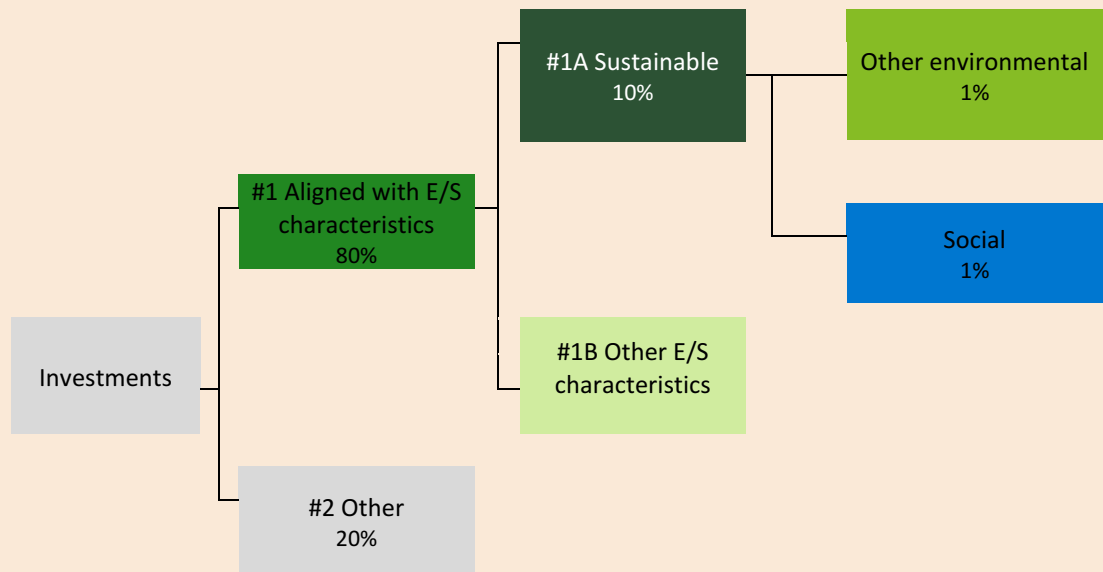 Investments
#1 Aligned with E/S
characteristics
80%
#2 Other
20%
#1A Sustainable
10%
#1B Other E/S
characteristics
Other environmental
1%
Social
1%